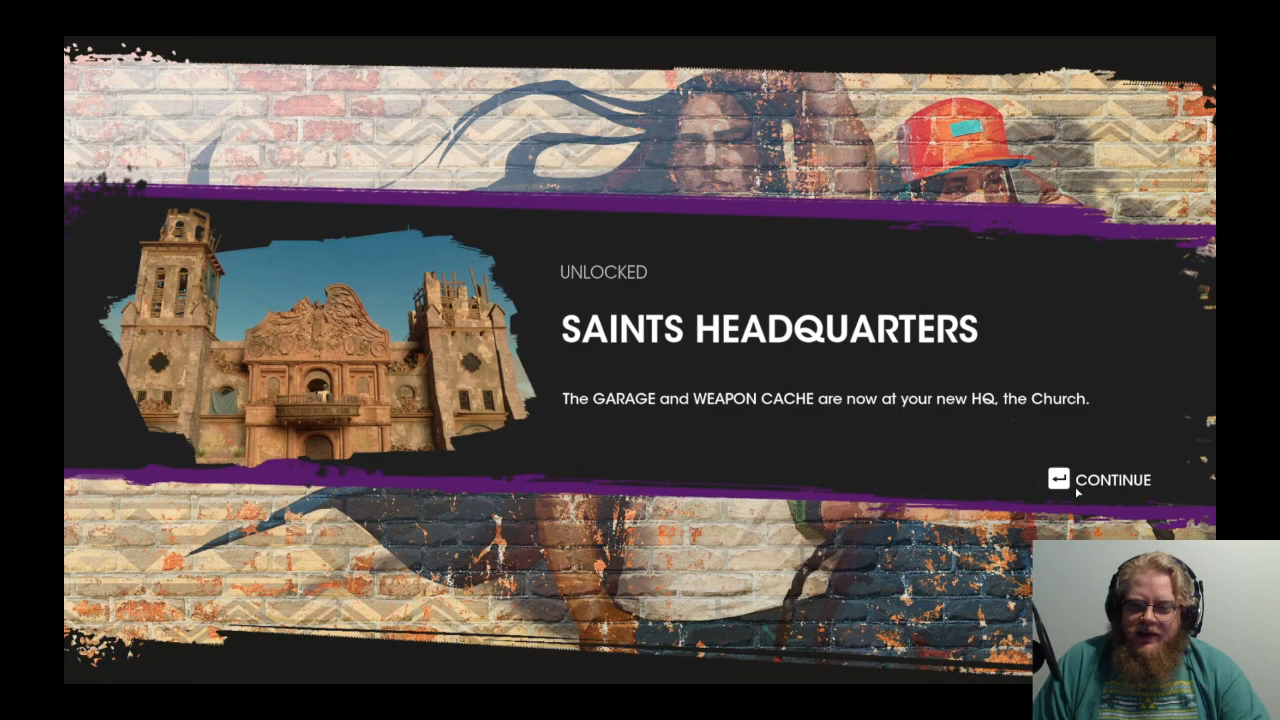 UNLOCKED
SAINTS HEADQUARTERS
The GARAGE and WEAPON CACHE are now at your new HQ, the Church.
CONTINUE